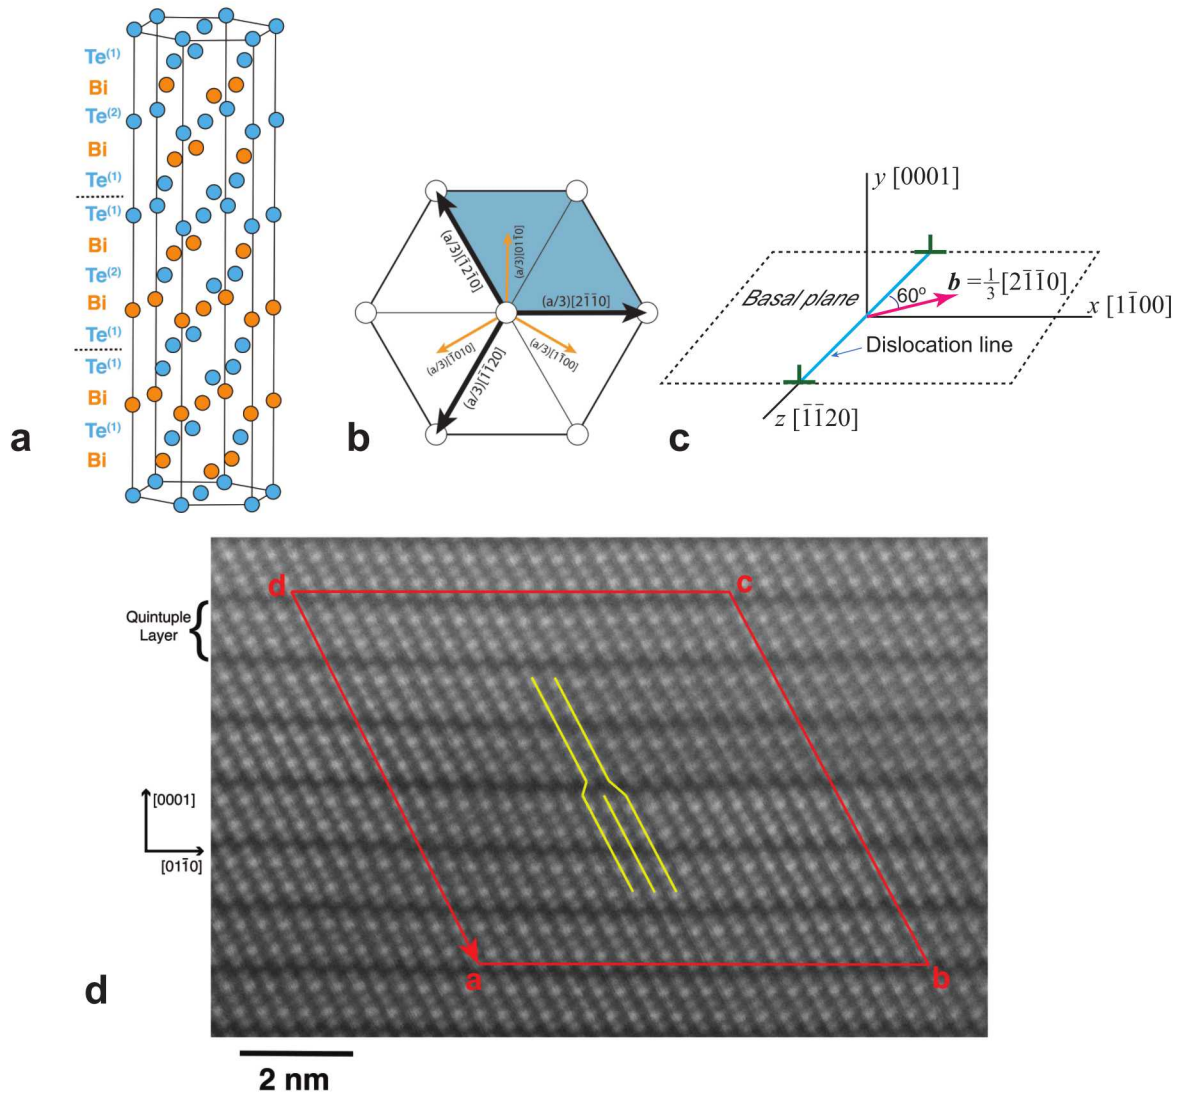 Te⁽¹⁾
Bi
Te⁽²⁾
Bi
Te⁽¹⁾
Te⁽¹⁾
Bi
Te⁽²⁾
Bi
Te⁽¹⁾
Te⁽¹⁾
Bi
Te⁽¹⁾
Bi
a
(a/3)[1̄21̄0]
(a/3)[011̄0]
(a/3)[21̄1̄0]
(a/3)[1̄010]
(a/3)[1̄1̄20]
(a/3)[11̄00]
b
y [0001]
Basal plane
60º
b = 1/3 [21̄1̄0]
x [11̄00]
Dislocation line
z [1̄1̄20]
c
d
c
Quintuple
Layer
[0001]
[011̄0]
a
b
d
2 nm